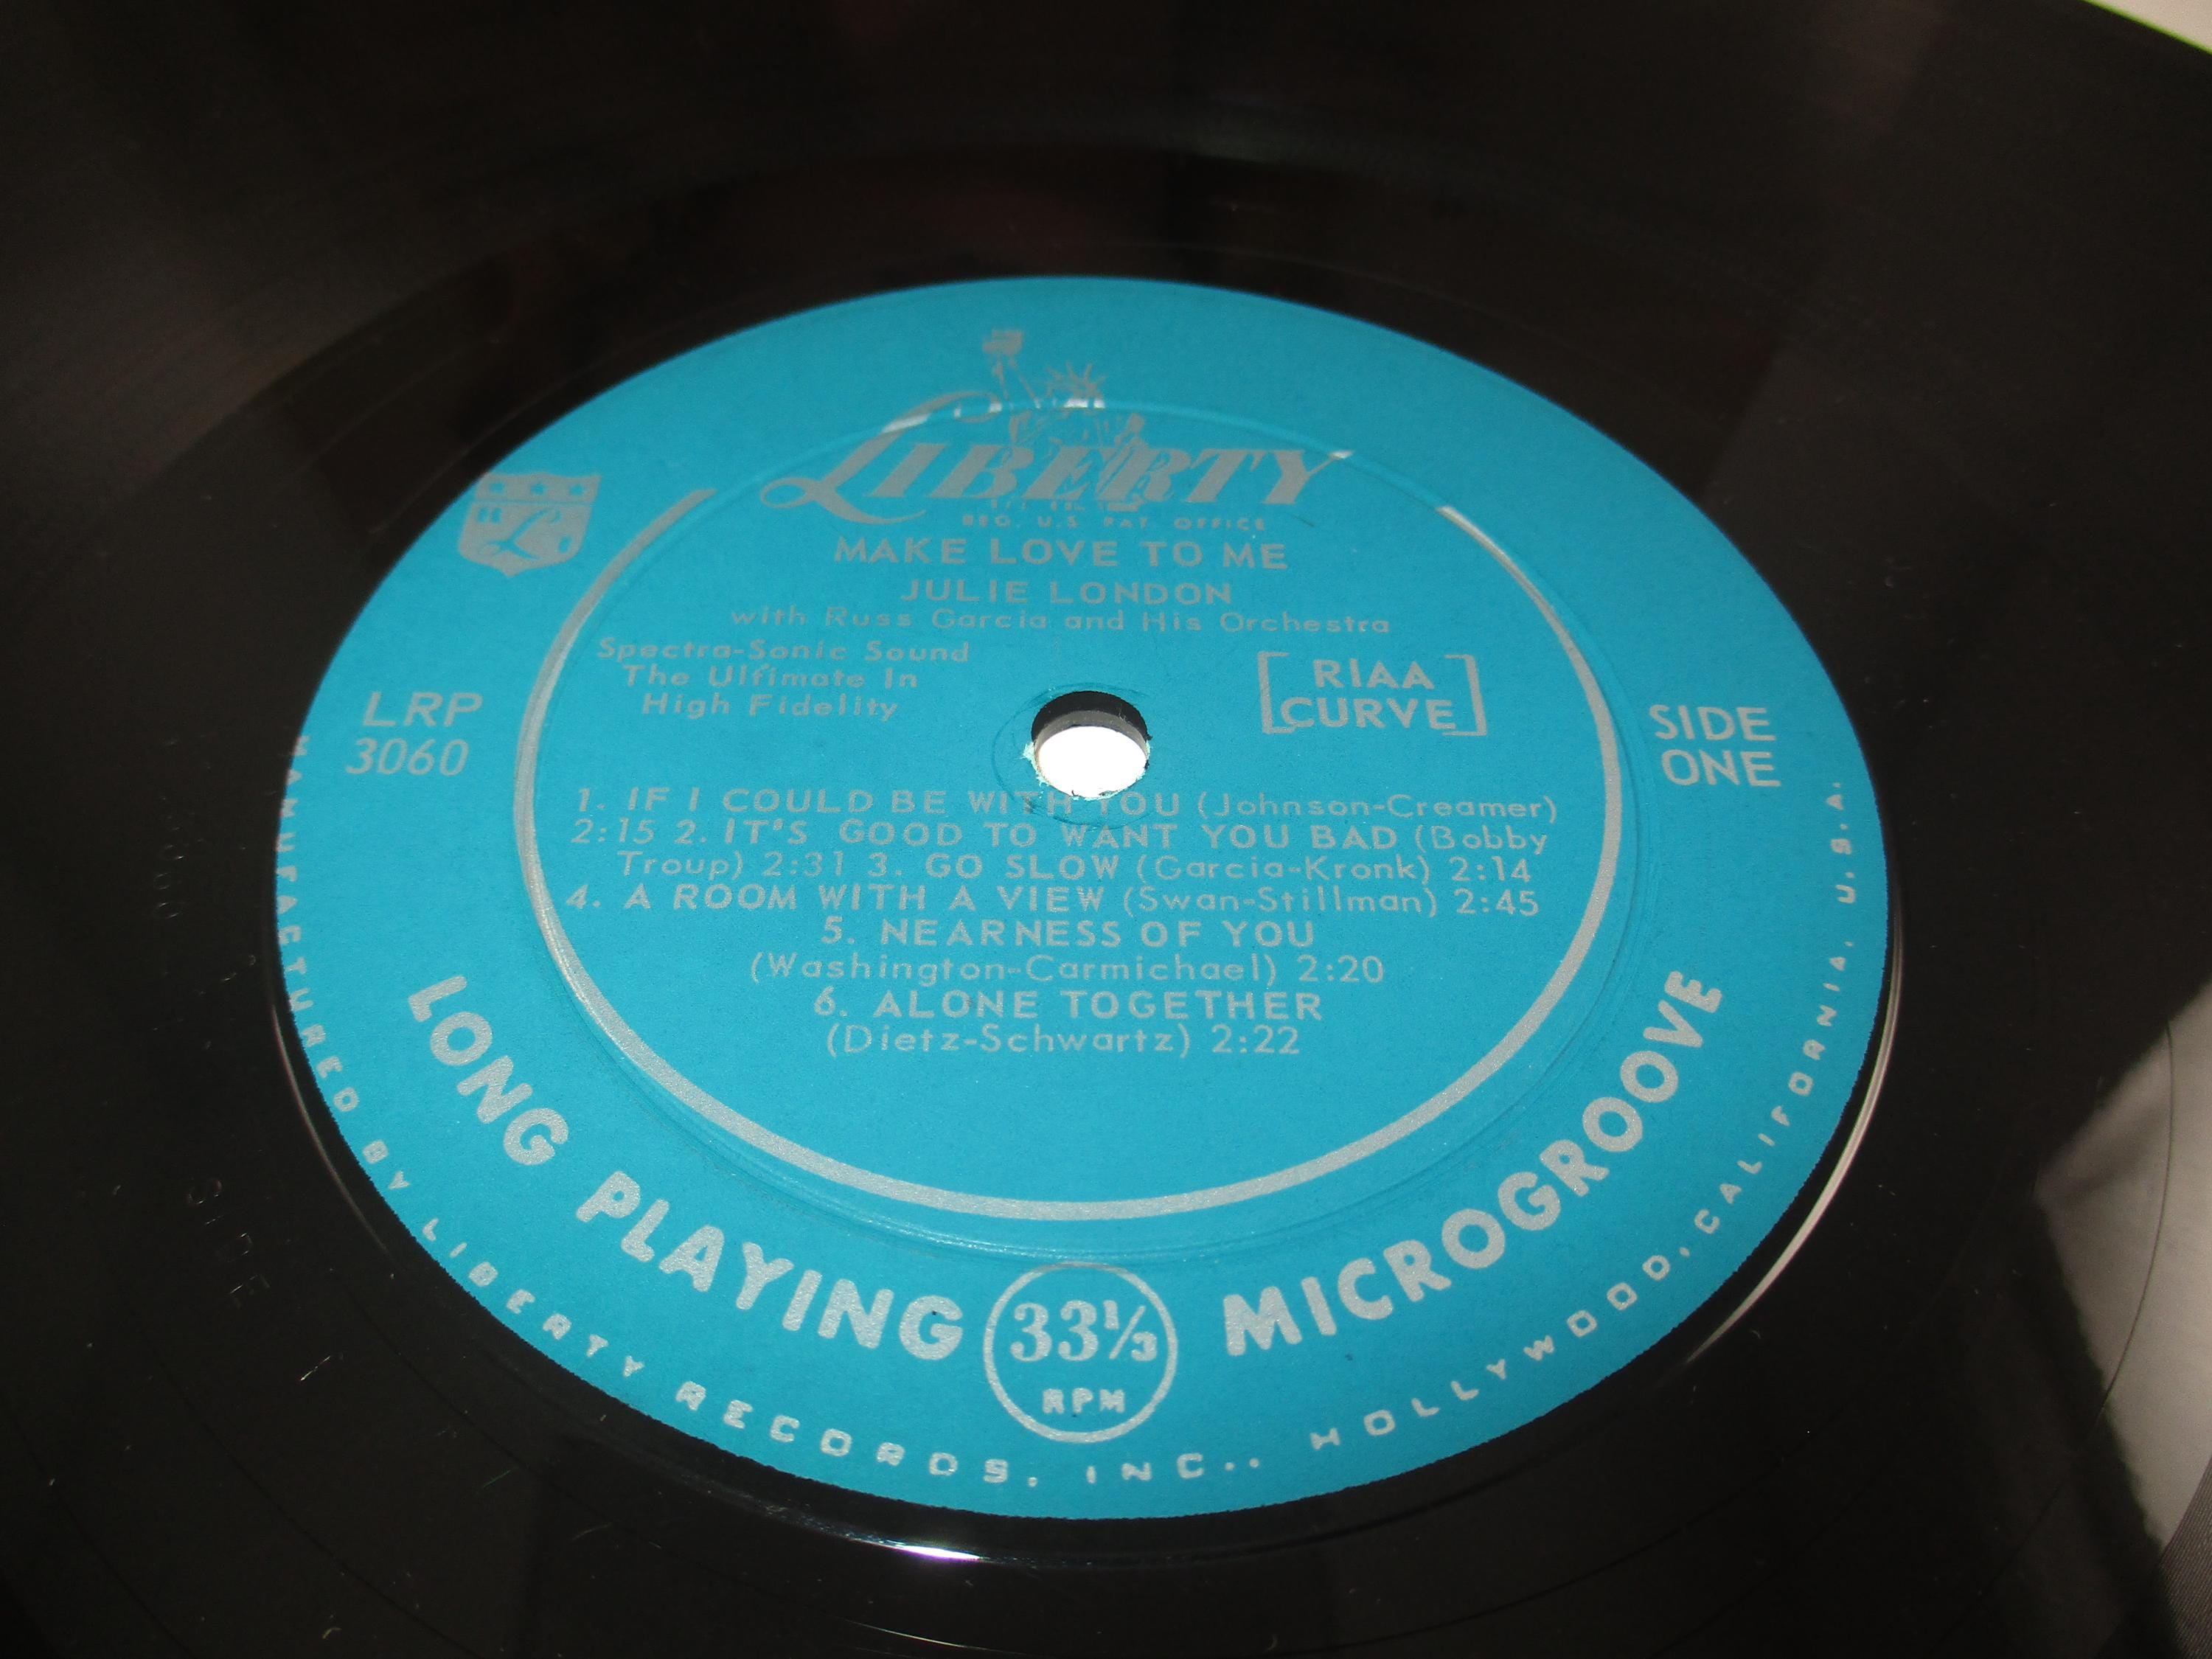 LIBERTY
REG. U.S. PAT. OFFICE
MAKE LOVE TO ME
JULIE LONDON
with Russ Garcia and His Orchestra
Spectra-Sonic Sound
The Ultimate In
High Fidelity
RIAA
CURVE
LRP
3060
SIDE
ONE
1. IF I COULD BE WITH YOU (Johnson-Creamer)
2:15 2. IT'S GOOD TO WANT YOU BAD (Bobby
Troup) 2:31 3. GO SLOW (Garcia-Kronk) 2:14
4. A ROOM WITH A VIEW (Swan-Stillman) 2:45
5. NEARNESS OF YOU
(Washington-Carmichael) 2:20
6. ALONE TOGETHER
(Dietz-Schwartz) 2:22
LONG PLAYING MICROGROOVE
33⅓
RPM
MANUFACTURED BY LIBERTY RECORDS, INC., HOLLYWOOD, CALIFORNIA, U.S.A.